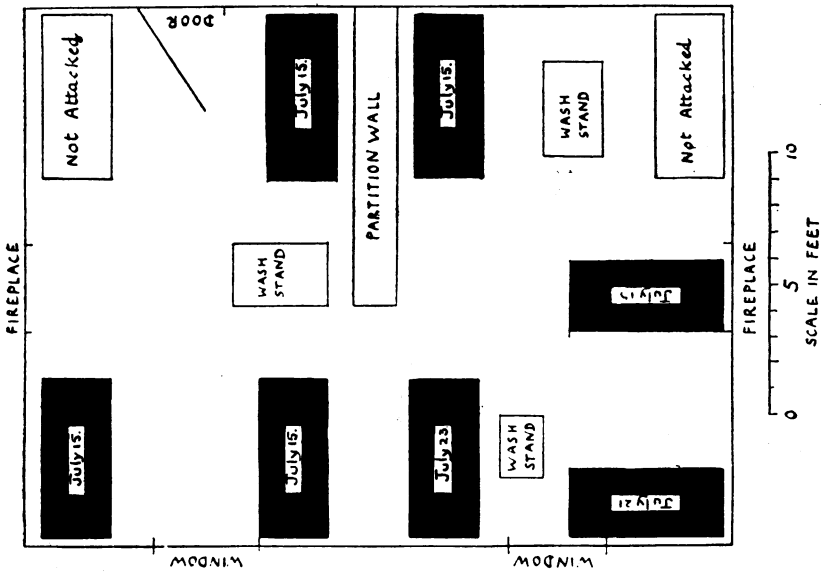 DOOR
Not Attacked
July 15.
PARTITION WALL
July 15.
WASH
STAND
Not Attacked
FIREPLACE
WASH
STAND
July
FIREPLACE
July 15.
July 15.
July 23
WASH
STAND
July 21
WINDOW
WINDOW
0 5 10
SCALE IN FEET